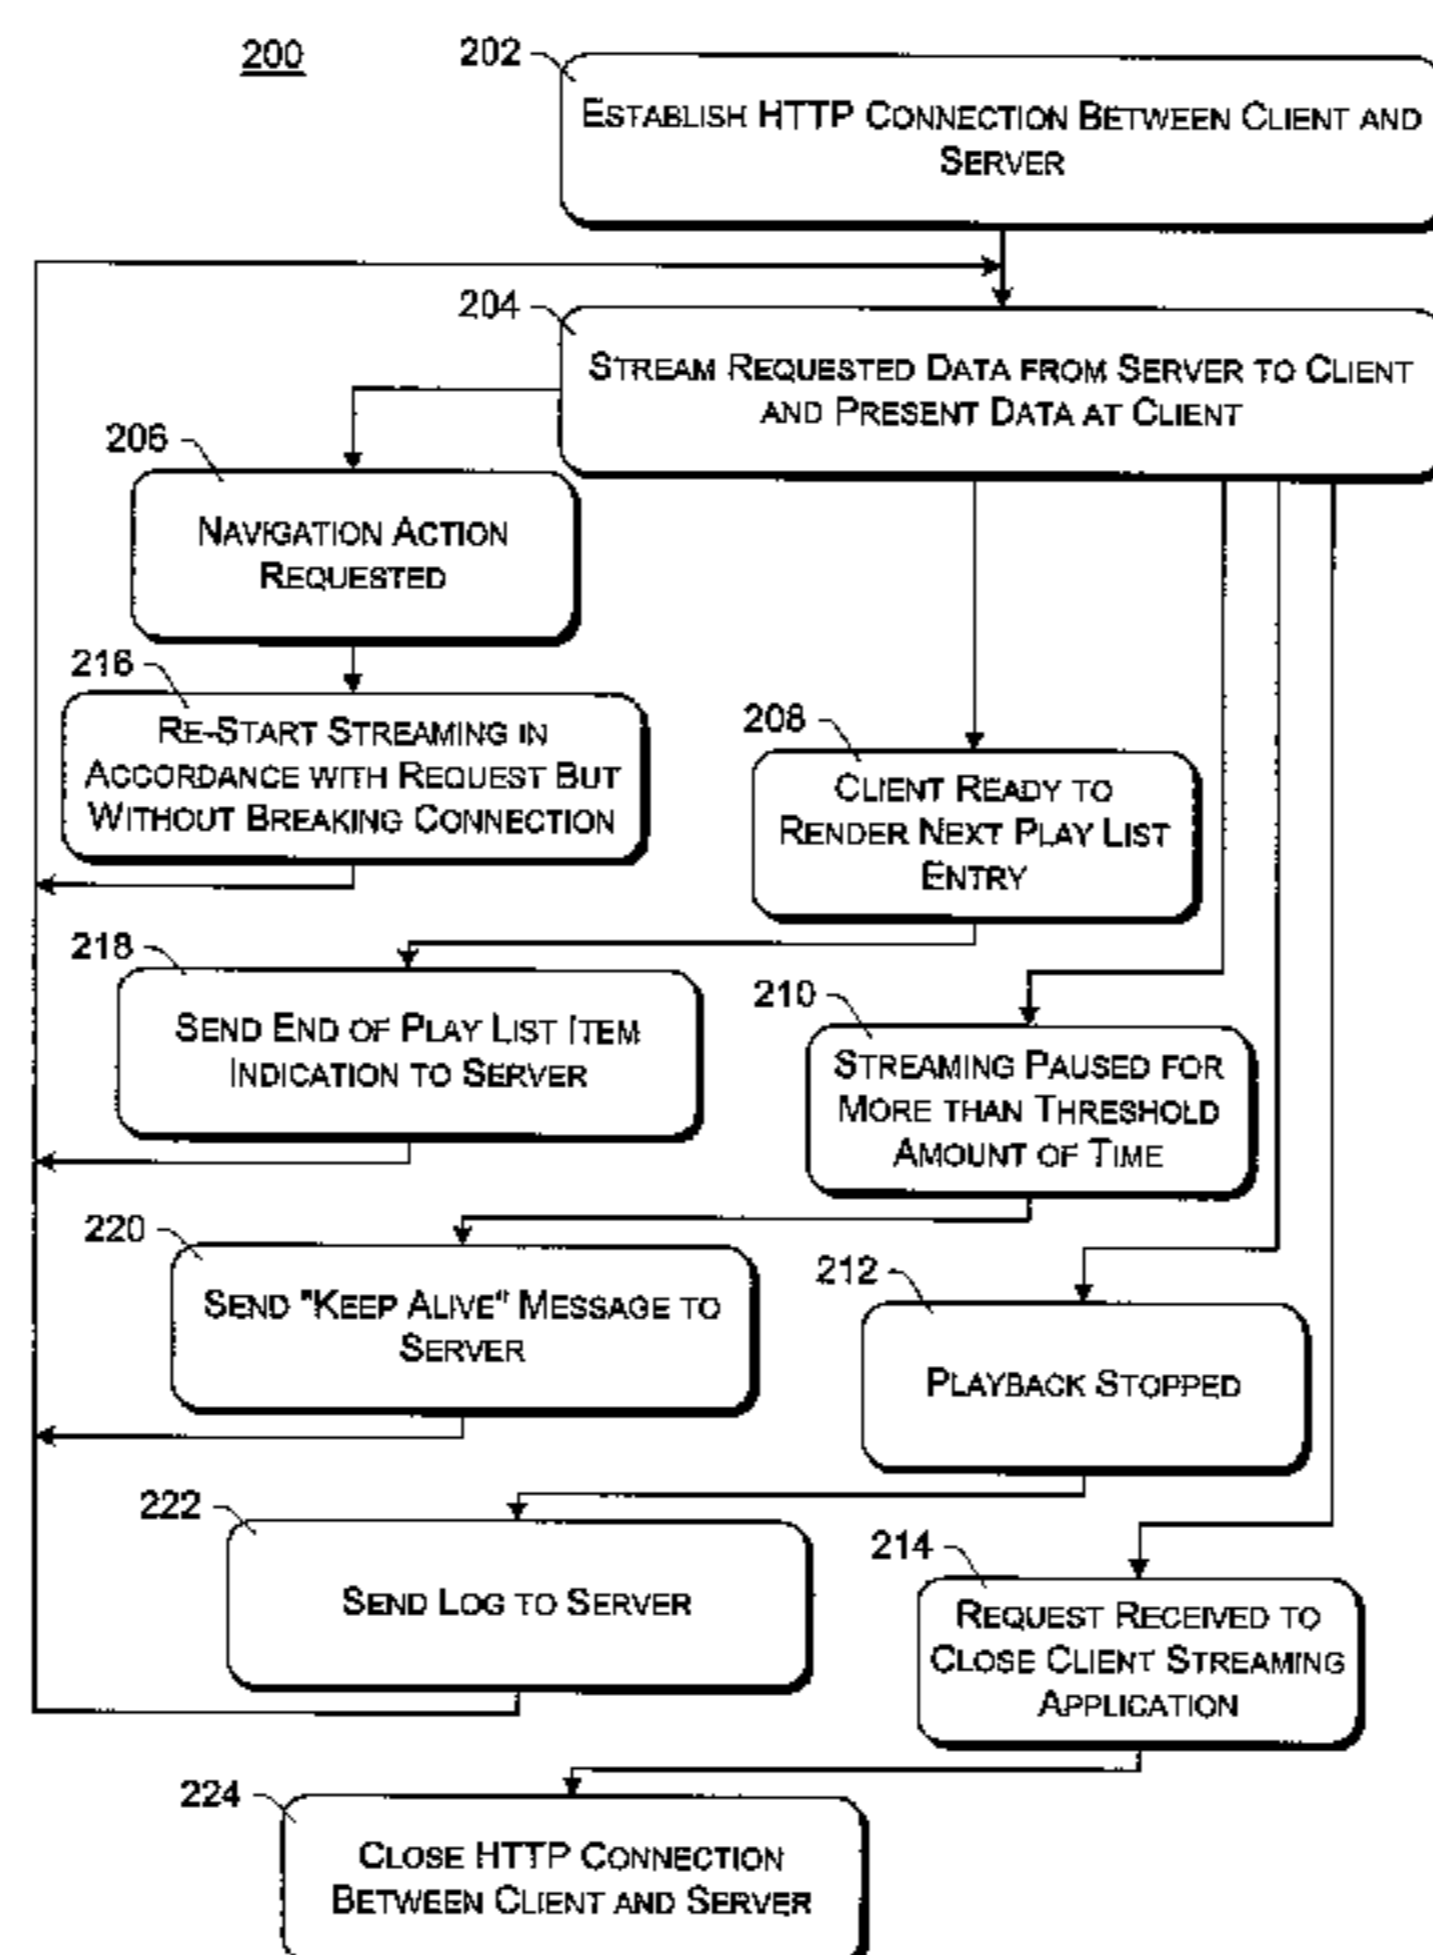 200
202
ESTABLISH HTTP CONNECTION BETWEEN CLIENT AND
SERVER
204
STREAM REQUESTED DATA FROM SERVER TO CLIENT
AND PRESENT DATA AT CLIENT
206
NAVIGATION ACTION
REQUESTED
216
RE-START STREAMING IN
ACCORDANCE WITH REQUEST BUT
WITHOUT BREAKING CONNECTION
208
CLIENT READY TO
RENDER NEXT PLAY LIST
ENTRY
218
SEND END OF PLAY LIST ITEM
INDICATION TO SERVER
210
STREAMING PAUSED FOR
MORE THAN THRESHOLD
AMOUNT OF TIME
220
SEND "KEEP ALIVE" MESSAGE TO
SERVER
212
PLAYBACK STOPPED
222
SEND LOG TO SERVER
214
REQUEST RECEIVED TO
CLOSE CLIENT STREAMING
APPLICATION
224
CLOSE HTTP CONNECTION
BETWEEN CLIENT AND SERVER